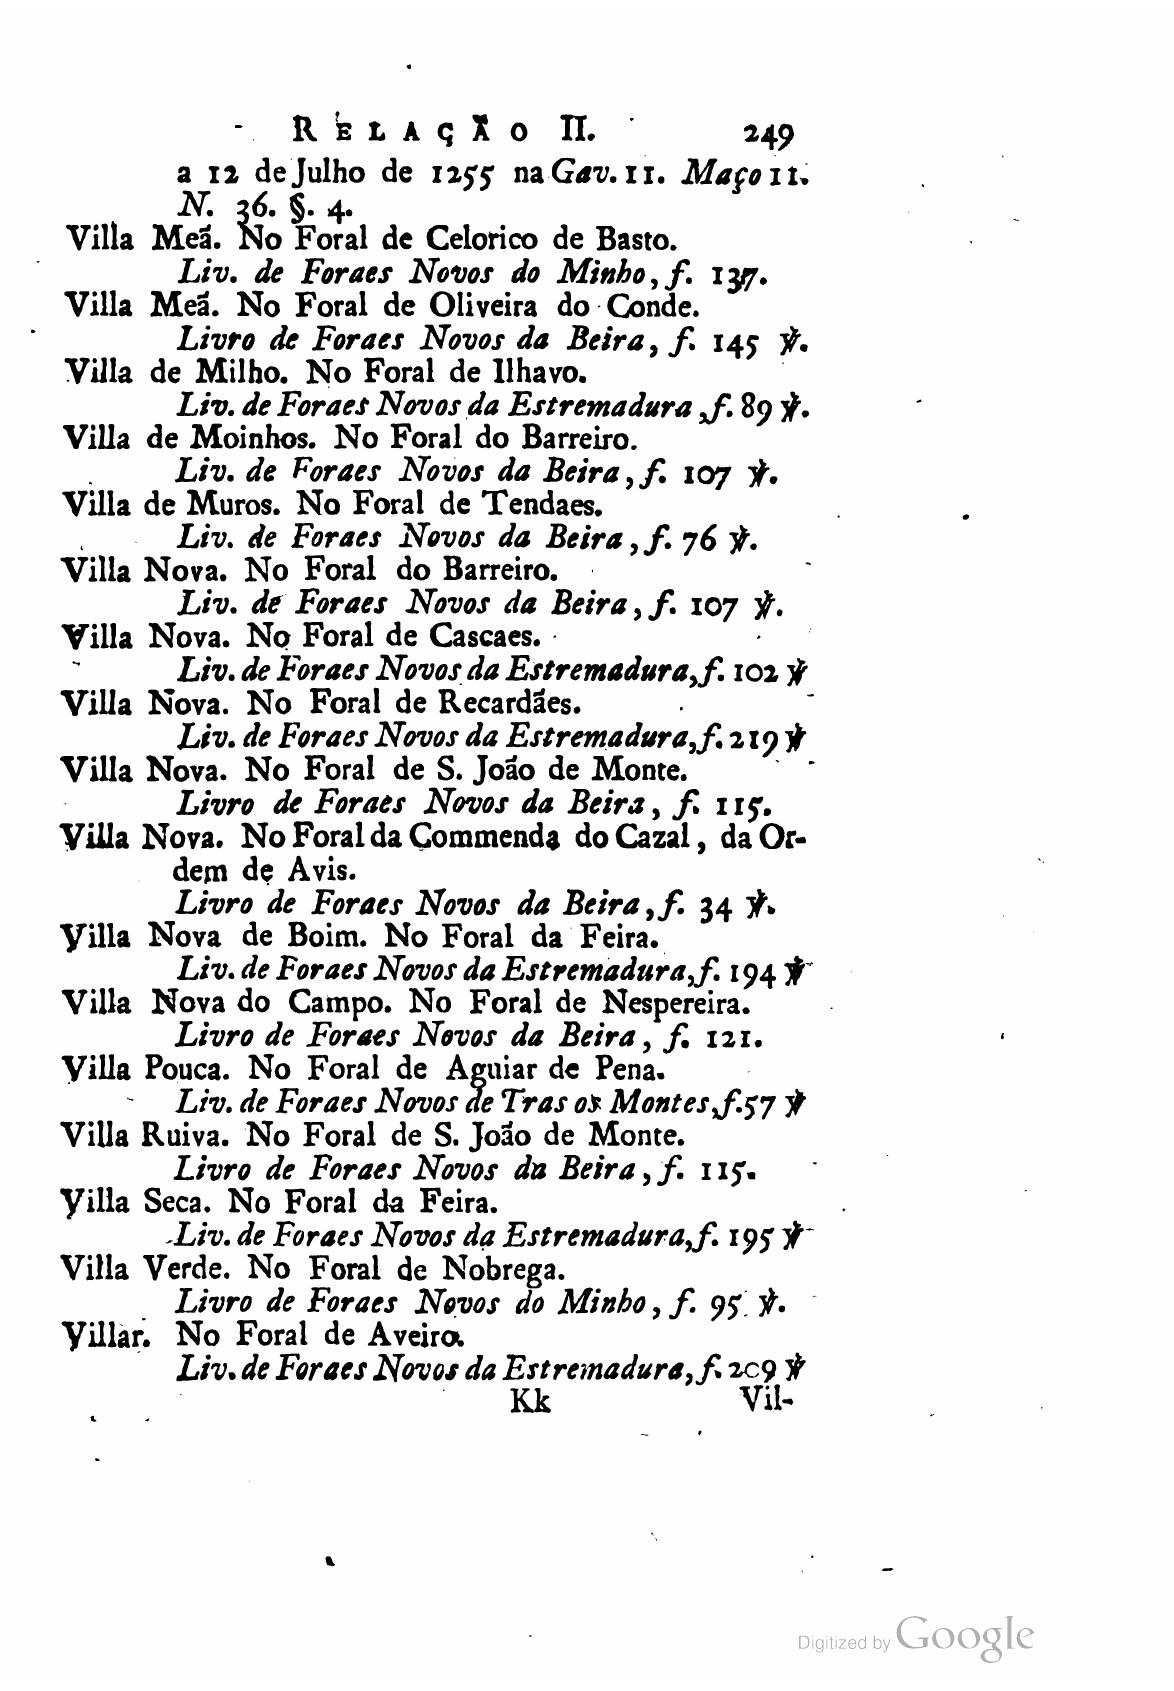 RELAÇÃO II. 249
a 12 de Julho de 1255 na Gav. 11. Maço 11.
N. 36. §. 4.
Villa Meã. No Foral de Celorico de Basto.
Liv. de Foraes Novos do Minho, f. 137.
Villa Meã. No Foral de Oliveira do Conde.
Livro de Foraes Novos da Beira, f. 145 ℣.
Villa de Milho. No Foral de Ilhavo.
Liv. de Foraes Novos da Estremadura, f. 89 ℣.
Villa de Moinhos. No Foral do Barreiro.
Liv. de Foraes Novos da Beira, f. 107 ℣.
Villa de Muros. No Foral de Tendaes.
Liv. de Foraes Novos da Beira, f. 76 ℣.
Villa Nova. No Foral do Barreiro.
Liv. de Foraes Novos da Beira, f. 107 ℣.
Villa Nova. No Foral de Cascaes.
Liv. de Foraes Novos da Estremadura, f. 102 ℣
Villa Nova. No Foral de Recardães.
Liv. de Foraes Novos da Estremadura, f. 219 ℣
Villa Nova. No Foral de S. João de Monte.
Livro de Foraes Novos da Beira, f. 115.
Villa Nova. No Foral da Commenda do Cazal, da Or-
dem de Avis.
Livro de Foraes Novos da Beira, f. 34 ℣.
Villa Nova de Boim. No Foral da Feira.
Liv. de Foraes Novos da Estremadura, f. 194 ℣
Villa Nova do Campo. No Foral de Nespereira.
Livro de Foraes Novos da Beira, f. 121.
Villa Pouca. No Foral de Aguiar de Pena.
Liv. de Foraes Novos de Tras os Montes, f. 57 ℣
Villa Ruiva. No Foral de S. João de Monte.
Livro de Foraes Novos da Beira, f. 115.
Villa Seca. No Foral da Feira.
Liv. de Foraes Novos da Estremadura, f. 195 ℣
Villa Verde. No Foral de Nobrega.
Livro de Foraes Novos do Minho, f. 95 ℣.
Villar. No Foral de Aveiro.
Liv. de Foraes Novos da Estremadura, f. 209 ℣
Kk Vil-
Digitized by Google